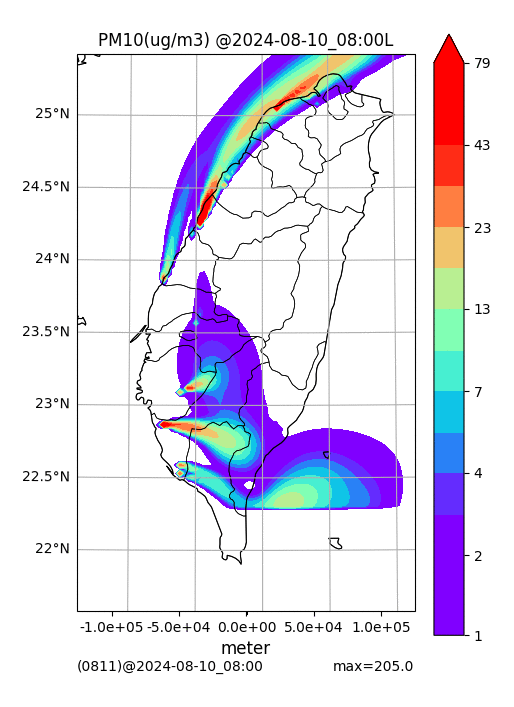 PM10(ug/m3) @2024-08-10_08:00L
79
43
25°N
24.5°N
23
24°N
13
23.5°N
7
23°N
4
22.5°N
2
22°N
1
-1.0e+05 -5.0e+04 0.0e+00 5.0e+04 1.0e+05
meter
(0811)@2024-08-10_08:00 max=205.0